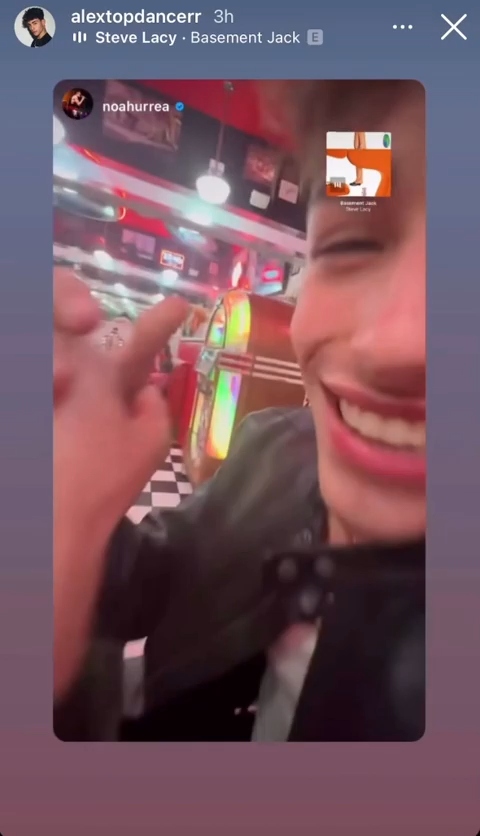 alextopdancerr 3h
Steve Lacy · Basement Jack E
noahurrea
Basement Jack
Steve Lacy